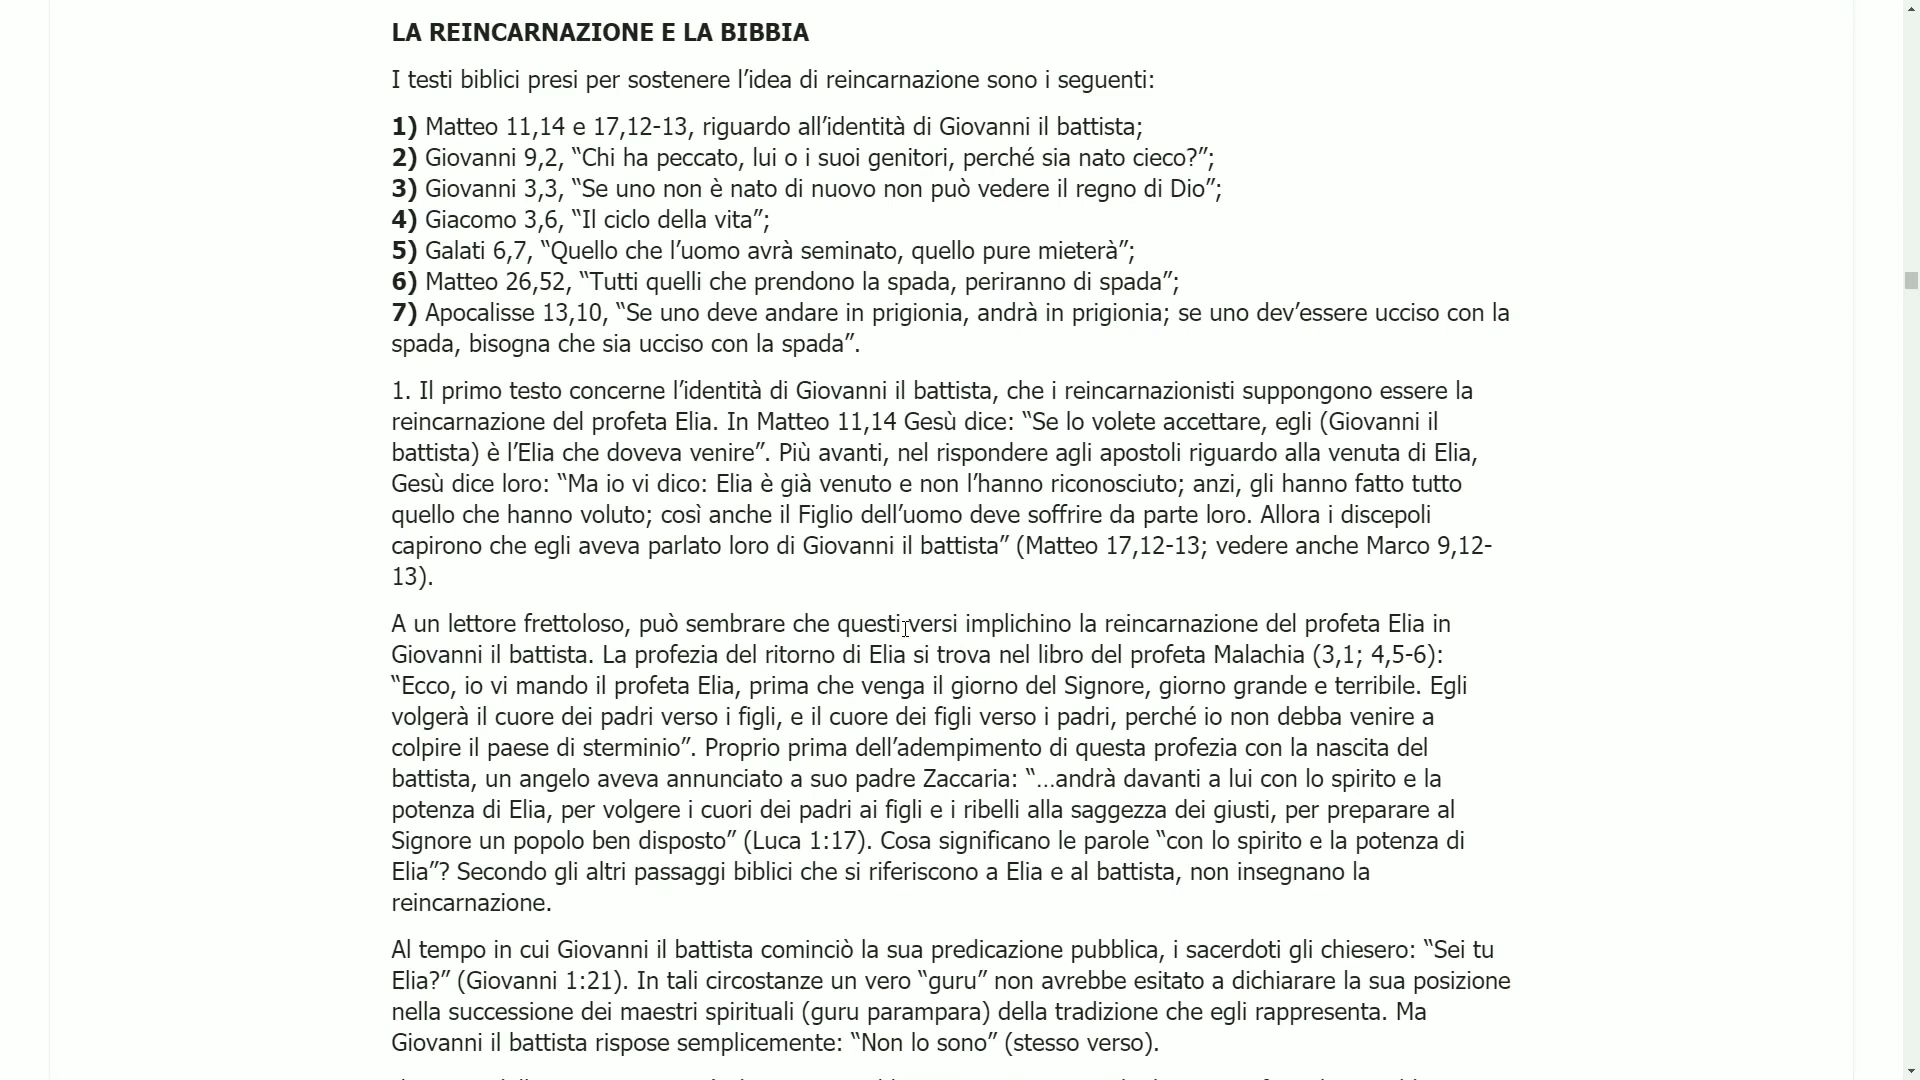 LA REINCARNAZIONE E LA BIBBIA
I testi biblici presi per sostenere l’idea di reincarnazione sono i seguenti:
1) Matteo 11,14 e 17,12-13, riguardo all’identità di Giovanni il battista;
2) Giovanni 9,2, “Chi ha peccato, lui o i suoi genitori, perché sia nato cieco?”;
3) Giovanni 3,3, “Se uno non è nato di nuovo non può vedere il regno di Dio”;
4) Giacomo 3,6, “Il ciclo della vita”;
5) Galati 6,7, “Quello che l’uomo avrà seminato, quello pure mieterà”;
6) Matteo 26,52, “Tutti quelli che prendono la spada, periranno di spada”;
7) Apocalisse 13,10, “Se uno deve andare in prigionia, andrà in prigionia; se uno dev’essere ucciso con la
spada, bisogna che sia ucciso con la spada”.
1. Il primo testo concerne l’identità di Giovanni il battista, che i reincarnazionisti suppongono essere la
reincarnazione del profeta Elia. In Matteo 11,14 Gesù dice: “Se lo volete accettare, egli (Giovanni il
battista) è l’Elia che doveva venire”. Più avanti, nel rispondere agli apostoli riguardo alla venuta di Elia,
Gesù dice loro: “Ma io vi dico: Elia è già venuto e non l’hanno riconosciuto; anzi, gli hanno fatto tutto
quello che hanno voluto; così anche il Figlio dell’uomo deve soffrire da parte loro. Allora i discepoli
capirono che egli aveva parlato loro di Giovanni il battista” (Matteo 17,12-13; vedere anche Marco 9,12-
13).
A un lettore frettoloso, può sembrare che questi versi implichino la reincarnazione del profeta Elia in
Giovanni il battista. La profezia del ritorno di Elia si trova nel libro del profeta Malachia (3,1; 4,5-6):
“Ecco, io vi mando il profeta Elia, prima che venga il giorno del Signore, giorno grande e terribile. Egli
volgerà il cuore dei padri verso i figli, e il cuore dei figli verso i padri, perché io non debba venire a
colpire il paese di sterminio”. Proprio prima dell’adempimento di questa profezia con la nascita del
battista, un angelo aveva annunciato a suo padre Zaccaria: “…andrà davanti a lui con lo spirito e la
potenza di Elia, per volgere i cuori dei padri ai figli e i ribelli alla saggezza dei giusti, per preparare al
Signore un popolo ben disposto” (Luca 1:17). Cosa significano le parole “con lo spirito e la potenza di
Elia”? Secondo gli altri passaggi biblici che si riferiscono a Elia e al battista, non insegnano la
reincarnazione.
Al tempo in cui Giovanni il battista cominciò la sua predicazione pubblica, i sacerdoti gli chiesero: “Sei tu
Elia?” (Giovanni 1:21). In tali circostanze un vero “guru” non avrebbe esitato a dichiarare la sua posizione
nella successione dei maestri spirituali (guru parampara) della tradizione che egli rappresenta. Ma
Giovanni il battista rispose semplicemente: “Non lo sono” (stesso verso).